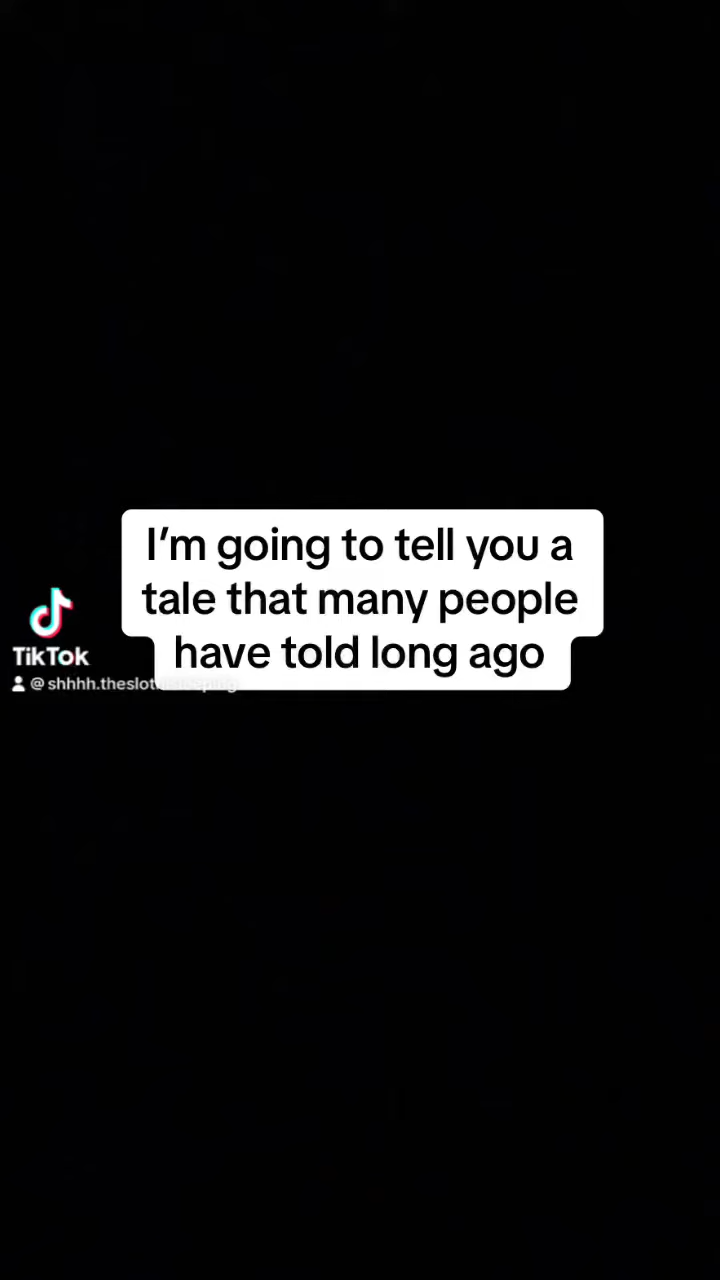 I’m going to tell you a
tale that many people
have told long ago
TikTok